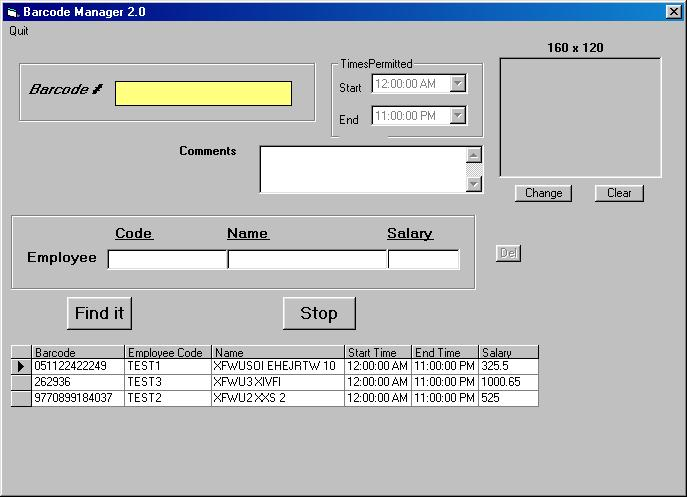 Barcode Manager 2.0
Quit
160 x 120
TimesPermitted
Barcode #
Start 12:00:00 AM
End 11:00:00 PM
Comments
Change Clear
Code Name Salary
Employee
Del
Find it Stop
Barcode Employee Code Name Start Time End Time Salary
051122422249 TEST1 XFWUSOI EHEJRTW 10 12:00:00 AM 11:00:00 PM 325.5
262936 TEST3 XFWU3 XIVFI 12:00:00 AM 11:00:00 PM 1000.65
9770899184037 TEST2 XFWU2 XXS 2 12:00:00 AM 11:00:00 PM 525